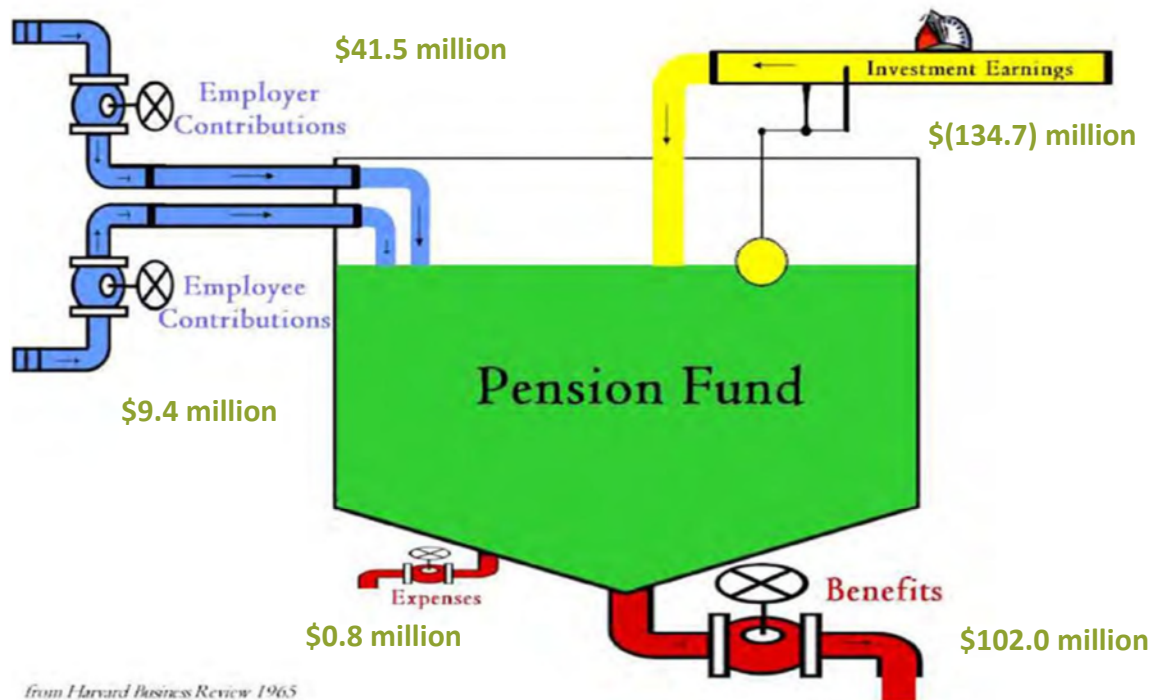 $41.5 million
Employer
Contributions
Investment Earnings
$(134.7) million
Employee
Contributions
$9.4 million
Pension Fund
Expenses
$0.8 million
Benefits
$102.0 million
from Harvard Business Review 1965